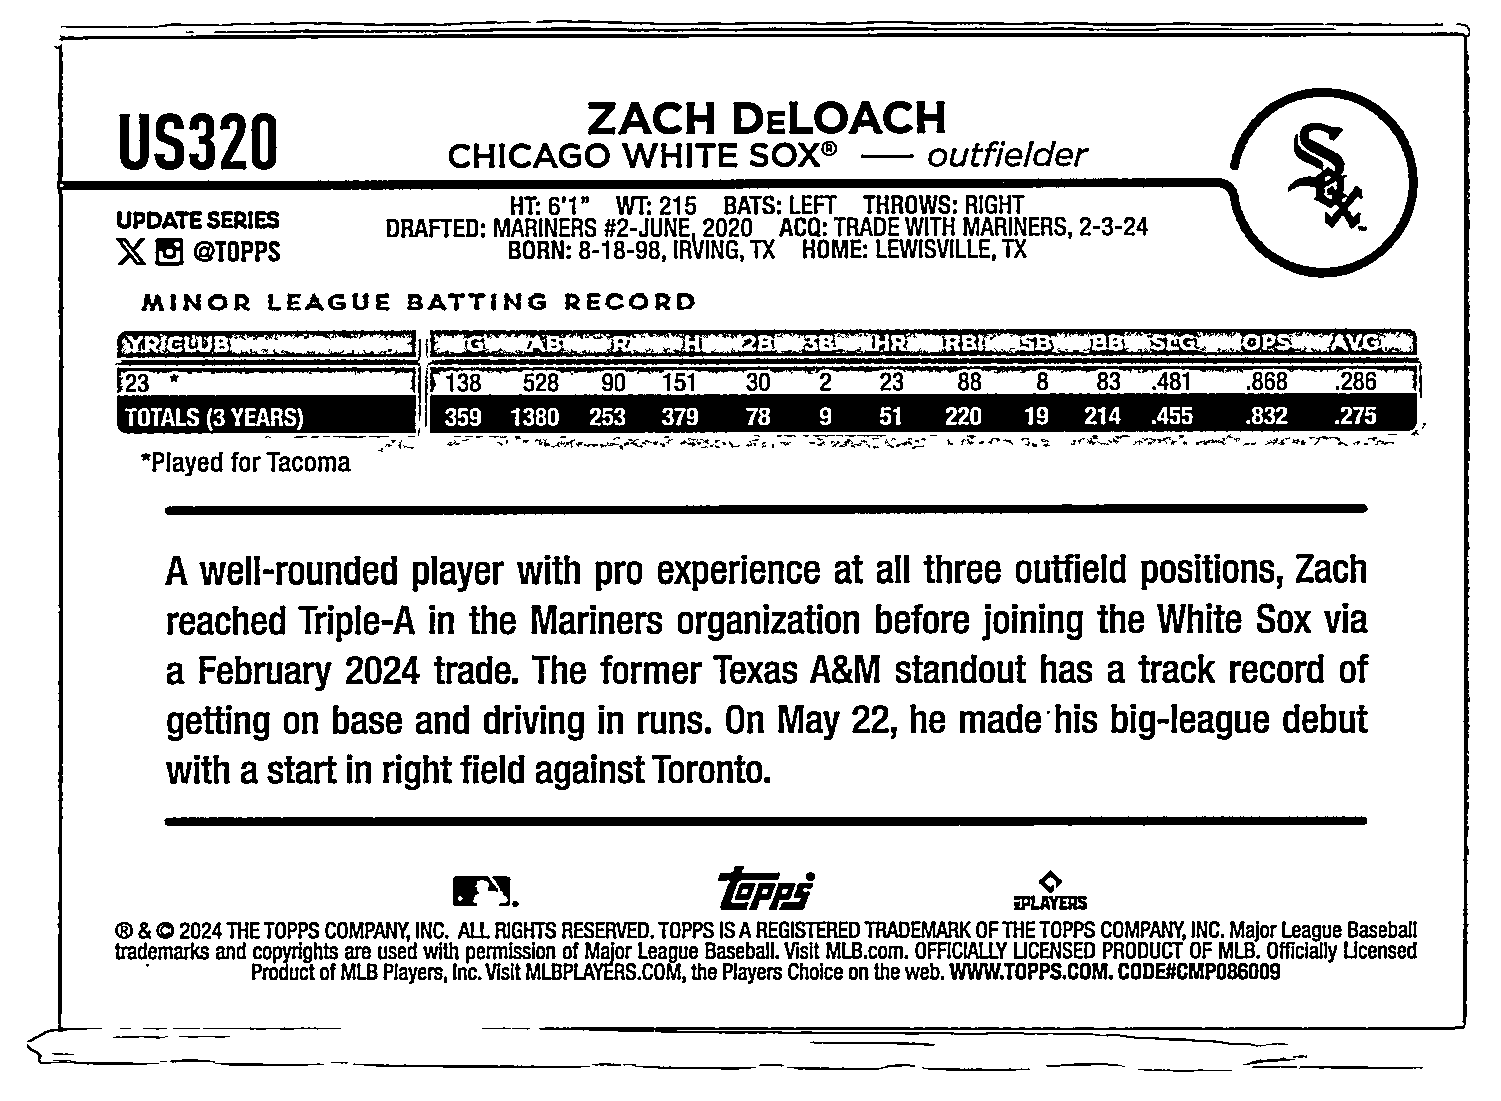 US320
ZACH DeLOACH
CHICAGO WHITE SOX® — outfielder
Sox
UPDATE SERIES
@TOPPS
HT: 6'1" WT: 215 BATS: LEFT THROWS: RIGHT
DRAFTED: MARINERS #2-JUNE, 2020 ACQ: TRADE WITH MARINERS, 2-3-24
BORN: 8-18-98, IRVING, TX HOME: LEWISVILLE, TX
MINOR LEAGUE BATTING RECORD
YR CLUB G AB R H 2B 3B HR RBI SB BB SLG OPS AVG
23 * 138 528 90 151 30 2 23 88 8 83 .481 .868 .286
TOTALS (3 YEARS) 359 1380 253 379 78 9 51 220 19 214 .455 .832 .275
*Played for Tacoma
A well-rounded player with pro experience at all three outfield positions, Zach
reached Triple-A in the Mariners organization before joining the White Sox via
a February 2024 trade. The former Texas A&M standout has a track record of
getting on base and driving in runs. On May 22, he made his big-league debut
with a start in right field against Toronto.
topps
PLAYERS
® & © 2024 THE TOPPS COMPANY, INC. ALL RIGHTS RESERVED. TOPPS IS A REGISTERED TRADEMARK OF THE TOPPS COMPANY, INC. Major League Baseball
trademarks and copyrights are used with permission of Major League Baseball. Visit MLB.com. OFFICIALLY LICENSED PRODUCT OF MLB. Officially Licensed
Product of MLB Players, Inc. Visit MLBPLAYERS.COM, the Players Choice on the web. WWW.TOPPS.COM. CODE#CMP086009